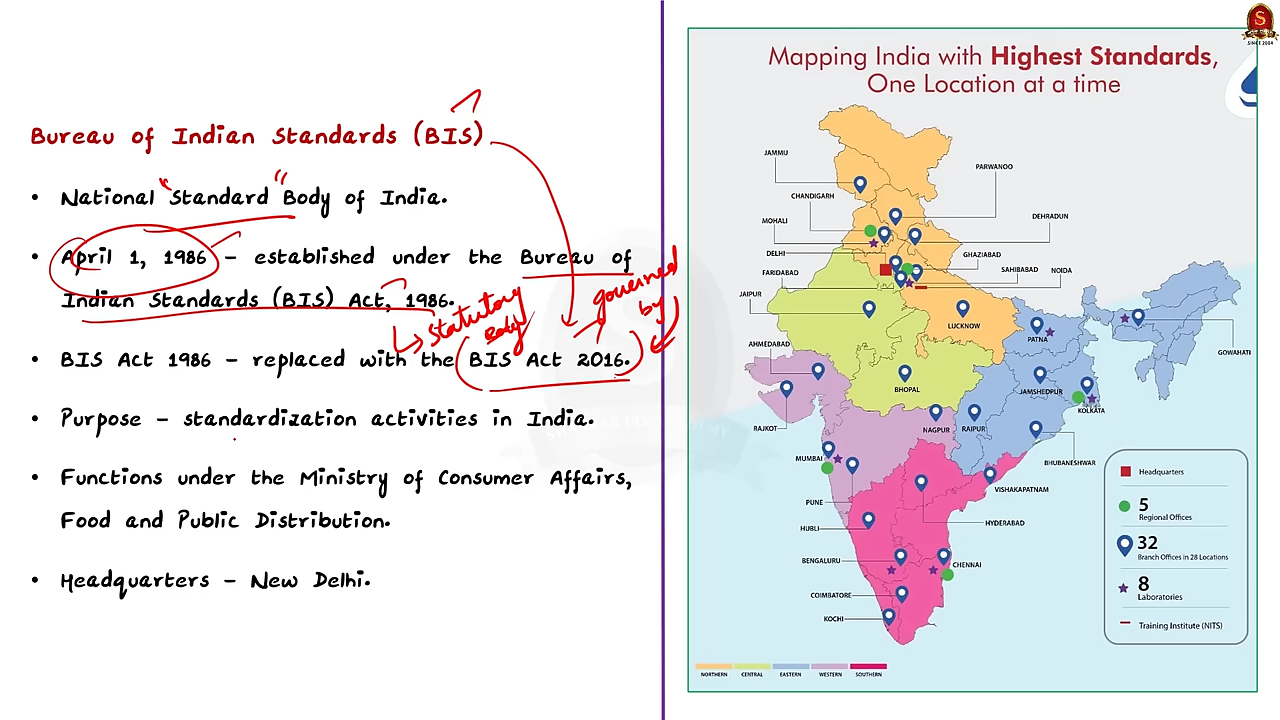 Bureau of Indian Standards (BIS)
• National "Standard" Body of India.
• April 1, 1986 – established under the Bureau of
Indian Standards (BIS) Act, 1986.
statutory
body
governed
by
• BIS Act 1986 – replaced with the BIS Act 2016.
• Purpose – standardization activities in India.
• Functions under the Ministry of Consumer Affairs,
Food and Public Distribution.
• Headquarters – New Delhi.
S
SINCE 2004
Mapping India with Highest Standards,
One Location at a time
JAMMU
PARWANOO
CHANDIGARH
MOHALI
DEHRADUN
DELHI
GHAZIABAD
FARIDABAD
SAHIBABAD
NOIDA
JAIPUR
LUCKNOW
PATNA
GOWAHATI
AHMEDABAD
BHOPAL
JAMSHEDPUR
KOLKATA
RAJKOT
NAGPUR
RAIPUR
MUMBAI
BHUBANESHWAR
PUNE
VISHAKAPATNAM
HUBLI
HYDERABAD
BENGALURU
CHENNAI
COIMBATORE
KOCHI
Headquarters
5
Regional Offices
32
Branch Offices in 28 Locations
8
Laboratories
Training Institute (NITS)
NORTHERN CENTRAL EASTERN WESTERN SOUTHERN